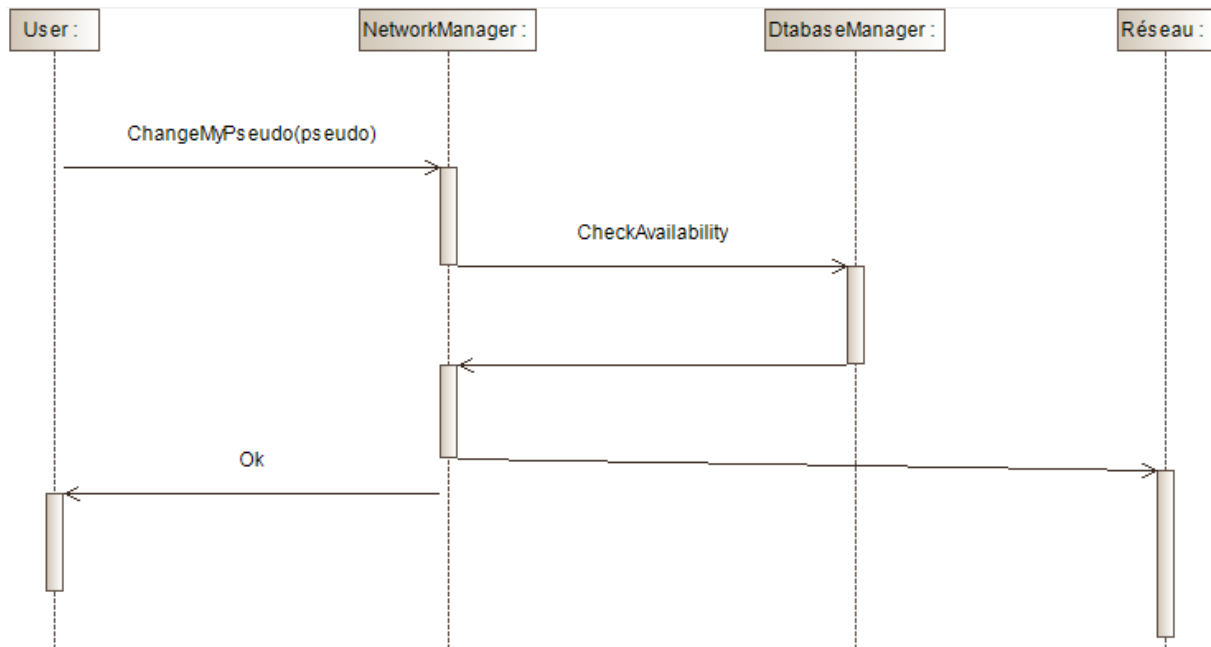 User :
NetworkManager :
DtabaseManager :
Réseau :
ChangeMyPseudo(pseudo)
CheckAvailability
Ok